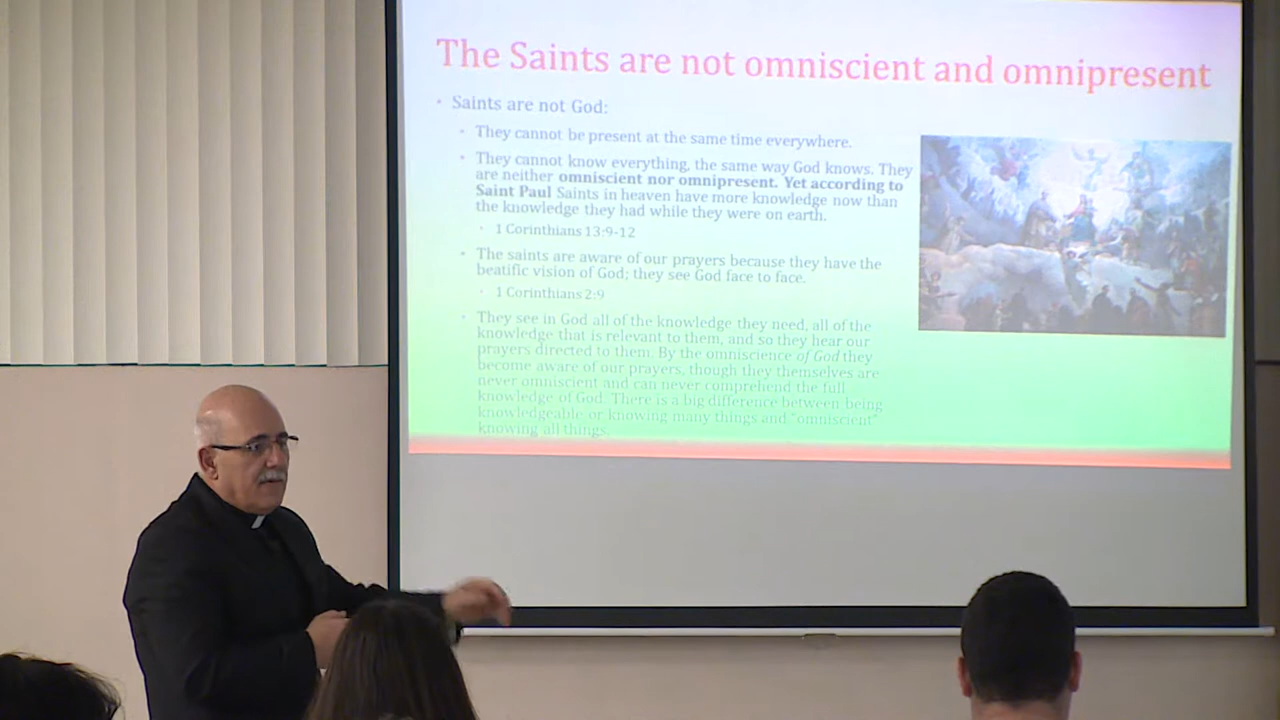 The Saints are not omniscient and omnipresent
• Saints are not God:
• They cannot be present at the same time everywhere.
• They cannot know everything, the same way God knows. They
are neither omniscient nor omnipresent. Yet according to
Saint Paul Saints in heaven have more knowledge now than
the knowledge they had while they were on earth.
• 1 Corinthians 13:9-12
• The saints are aware of our prayers because they have the
beatific vision of God; they see God face to face.
• 1 Corinthians 2:9
• They see in God all of the knowledge they need, all of the
knowledge that is relevant to them, and so they hear our
prayers directed to them. By the omniscience of God they
become aware of our prayers, though they themselves are
never omniscient and can never comprehend the full
knowledge of God. There is a big difference between being
knowledgeable or knowing many things and "omniscient"
knowing all things.